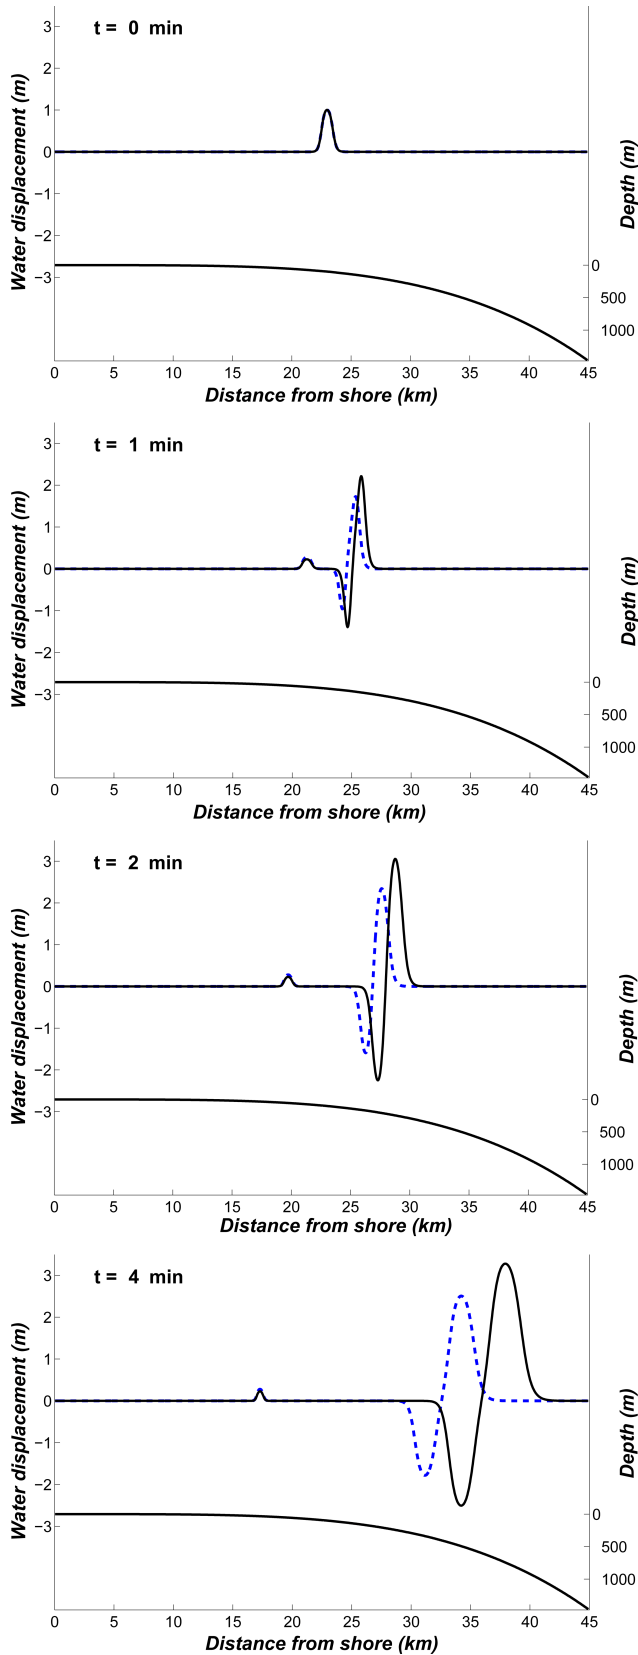 t = 0 min
3
2
1
0
−1
−2
−3
Water displacement (m)
Depth (m)
0
500
1000
0 5 10 15 20 25 30 35 40 45
Distance from shore (km)
t = 1 min
3
2
1
0
−1
−2
−3
Water displacement (m)
Depth (m)
0
500
1000
0 5 10 15 20 25 30 35 40 45
Distance from shore (km)
t = 2 min
3
2
1
0
−1
−2
−3
Water displacement (m)
Depth (m)
0
500
1000
0 5 10 15 20 25 30 35 40 45
Distance from shore (km)
t = 4 min
3
2
1
0
−1
−2
−3
Water displacement (m)
Depth (m)
0
500
1000
0 5 10 15 20 25 30 35 40 45
Distance from shore (km)